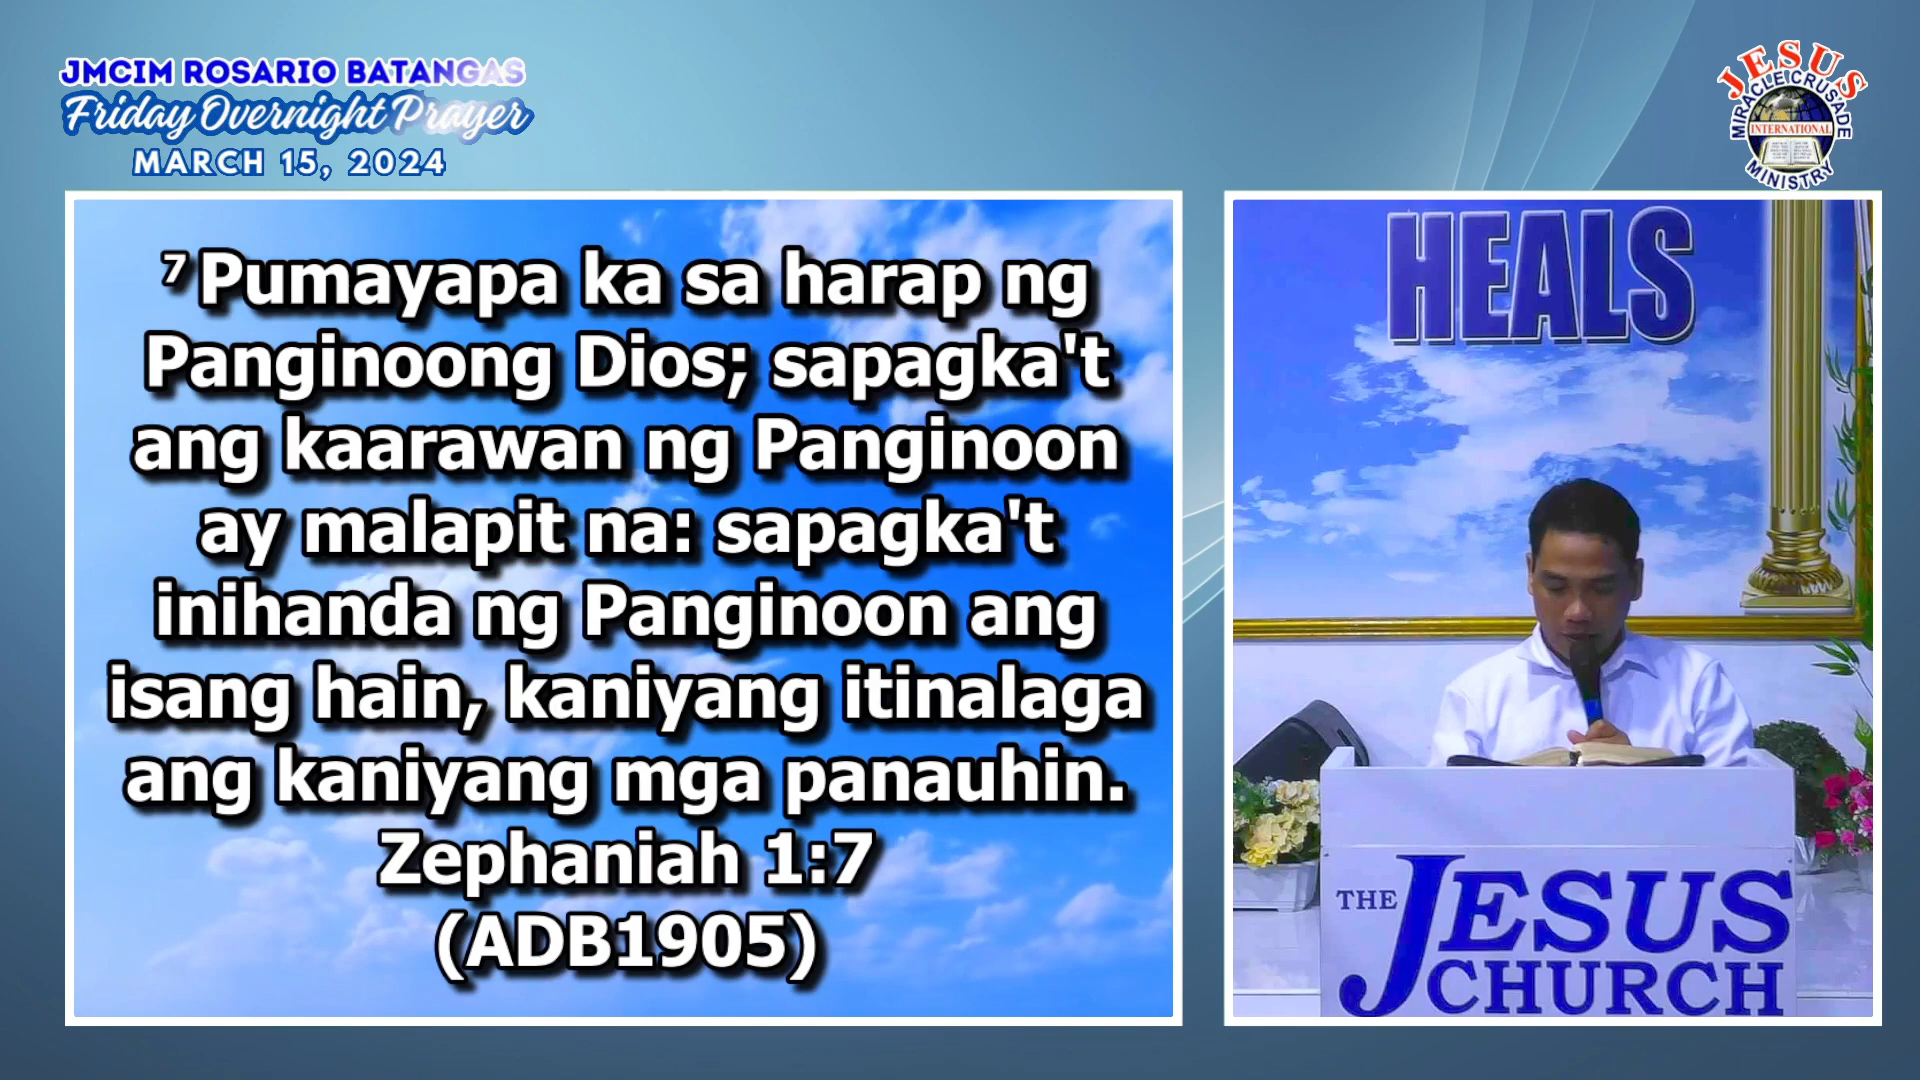 JMCIM ROSARIO BATANGAS
Friday Overnight Prayer
MARCH 15, 2024
JESUS
MIRACLE CRUSADE
INTERNATIONAL
MINISTRY
7 Pumayapa ka sa harap ng
Panginoong Dios; sapagka't
ang kaarawan ng Panginoon
ay malapit na: sapagka't
inihanda ng Panginoon ang
isang hain, kaniyang itinalaga
ang kaniyang mga panauhin.
Zephaniah 1:7
(ADB1905)
HEALS
THE JESUS
CHURCH